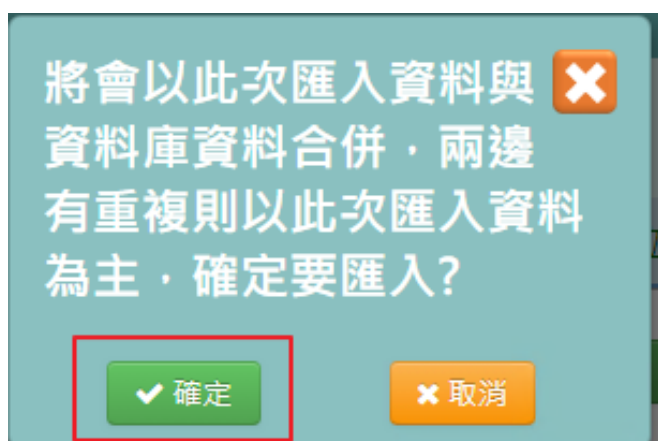 將會以此次匯入資料與
資料庫資料合併，兩邊
有重複則以此次匯入資料
為主，確定要匯入?
確定
取消